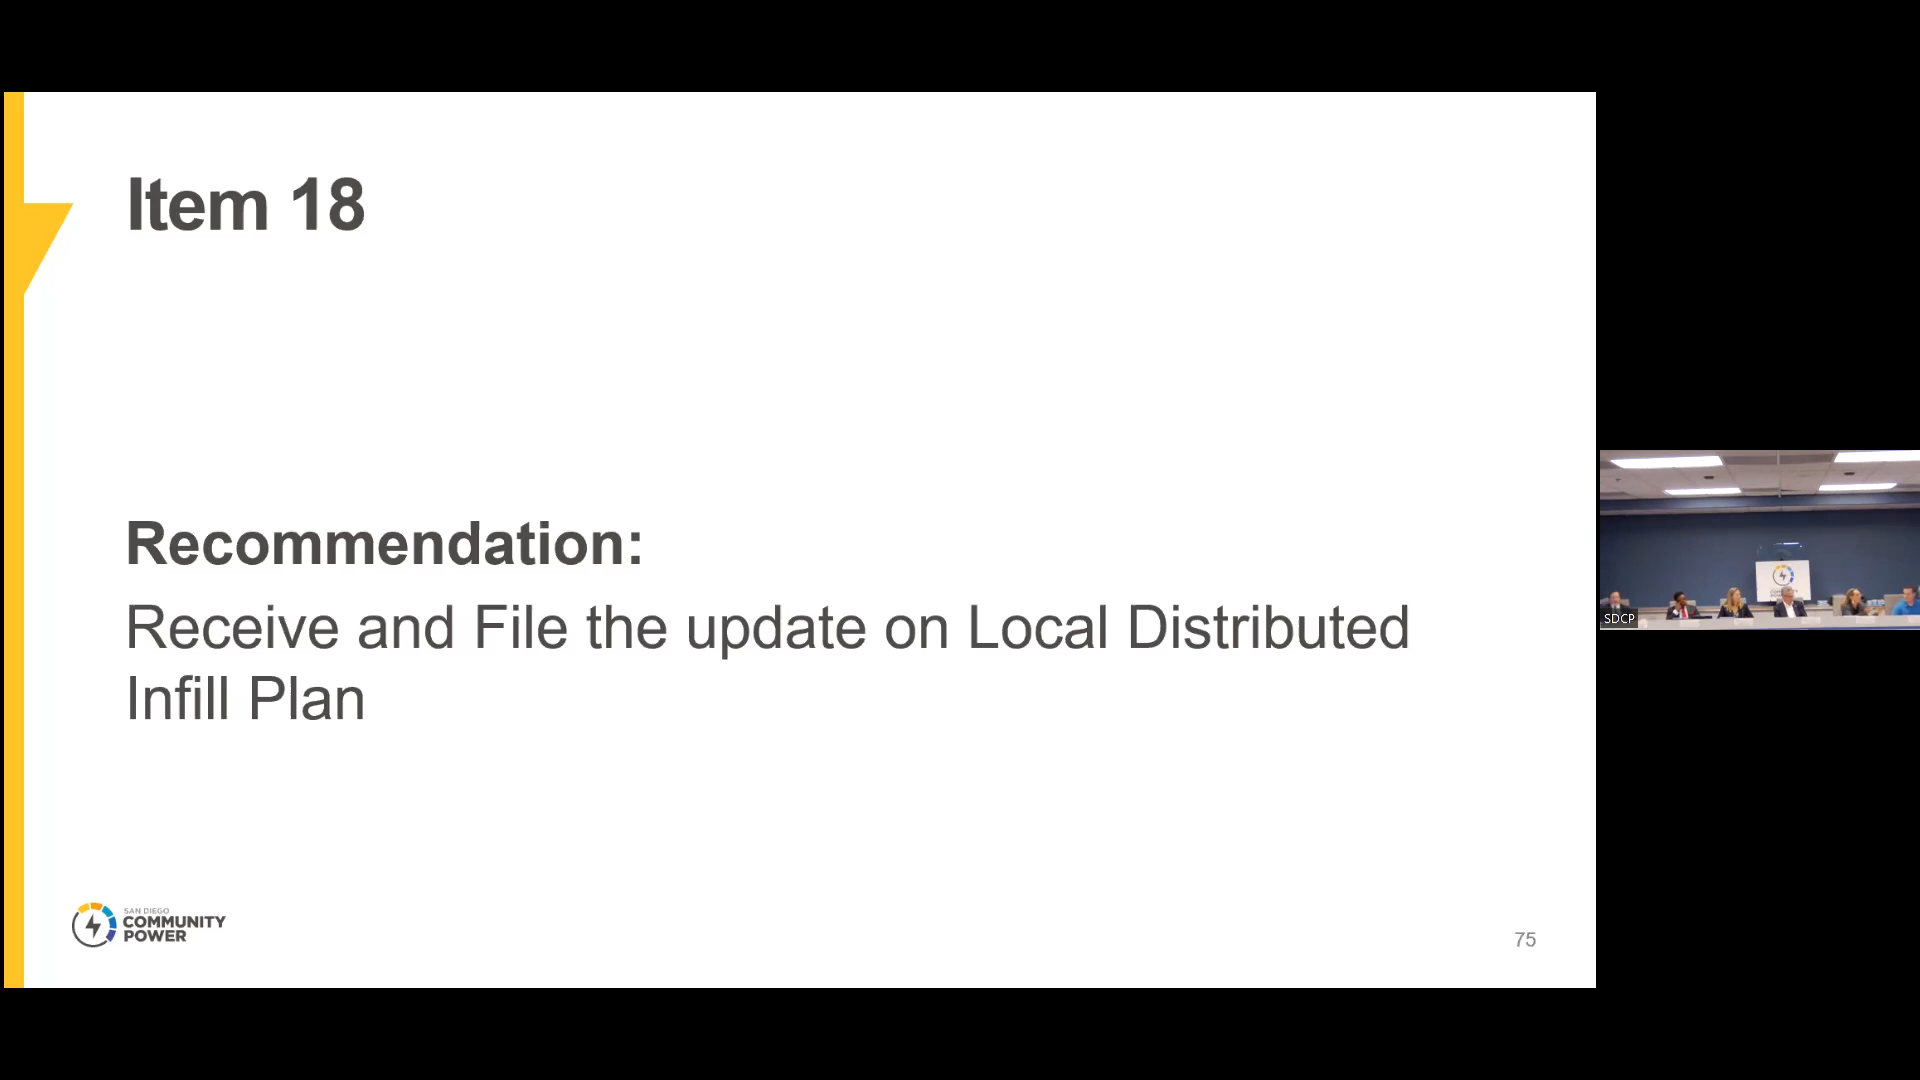 Item 18
Recommendation:
Receive and File the update on Local Distributed
Infill Plan
SAN DIEGO
COMMUNITY
POWER
75
SDCP